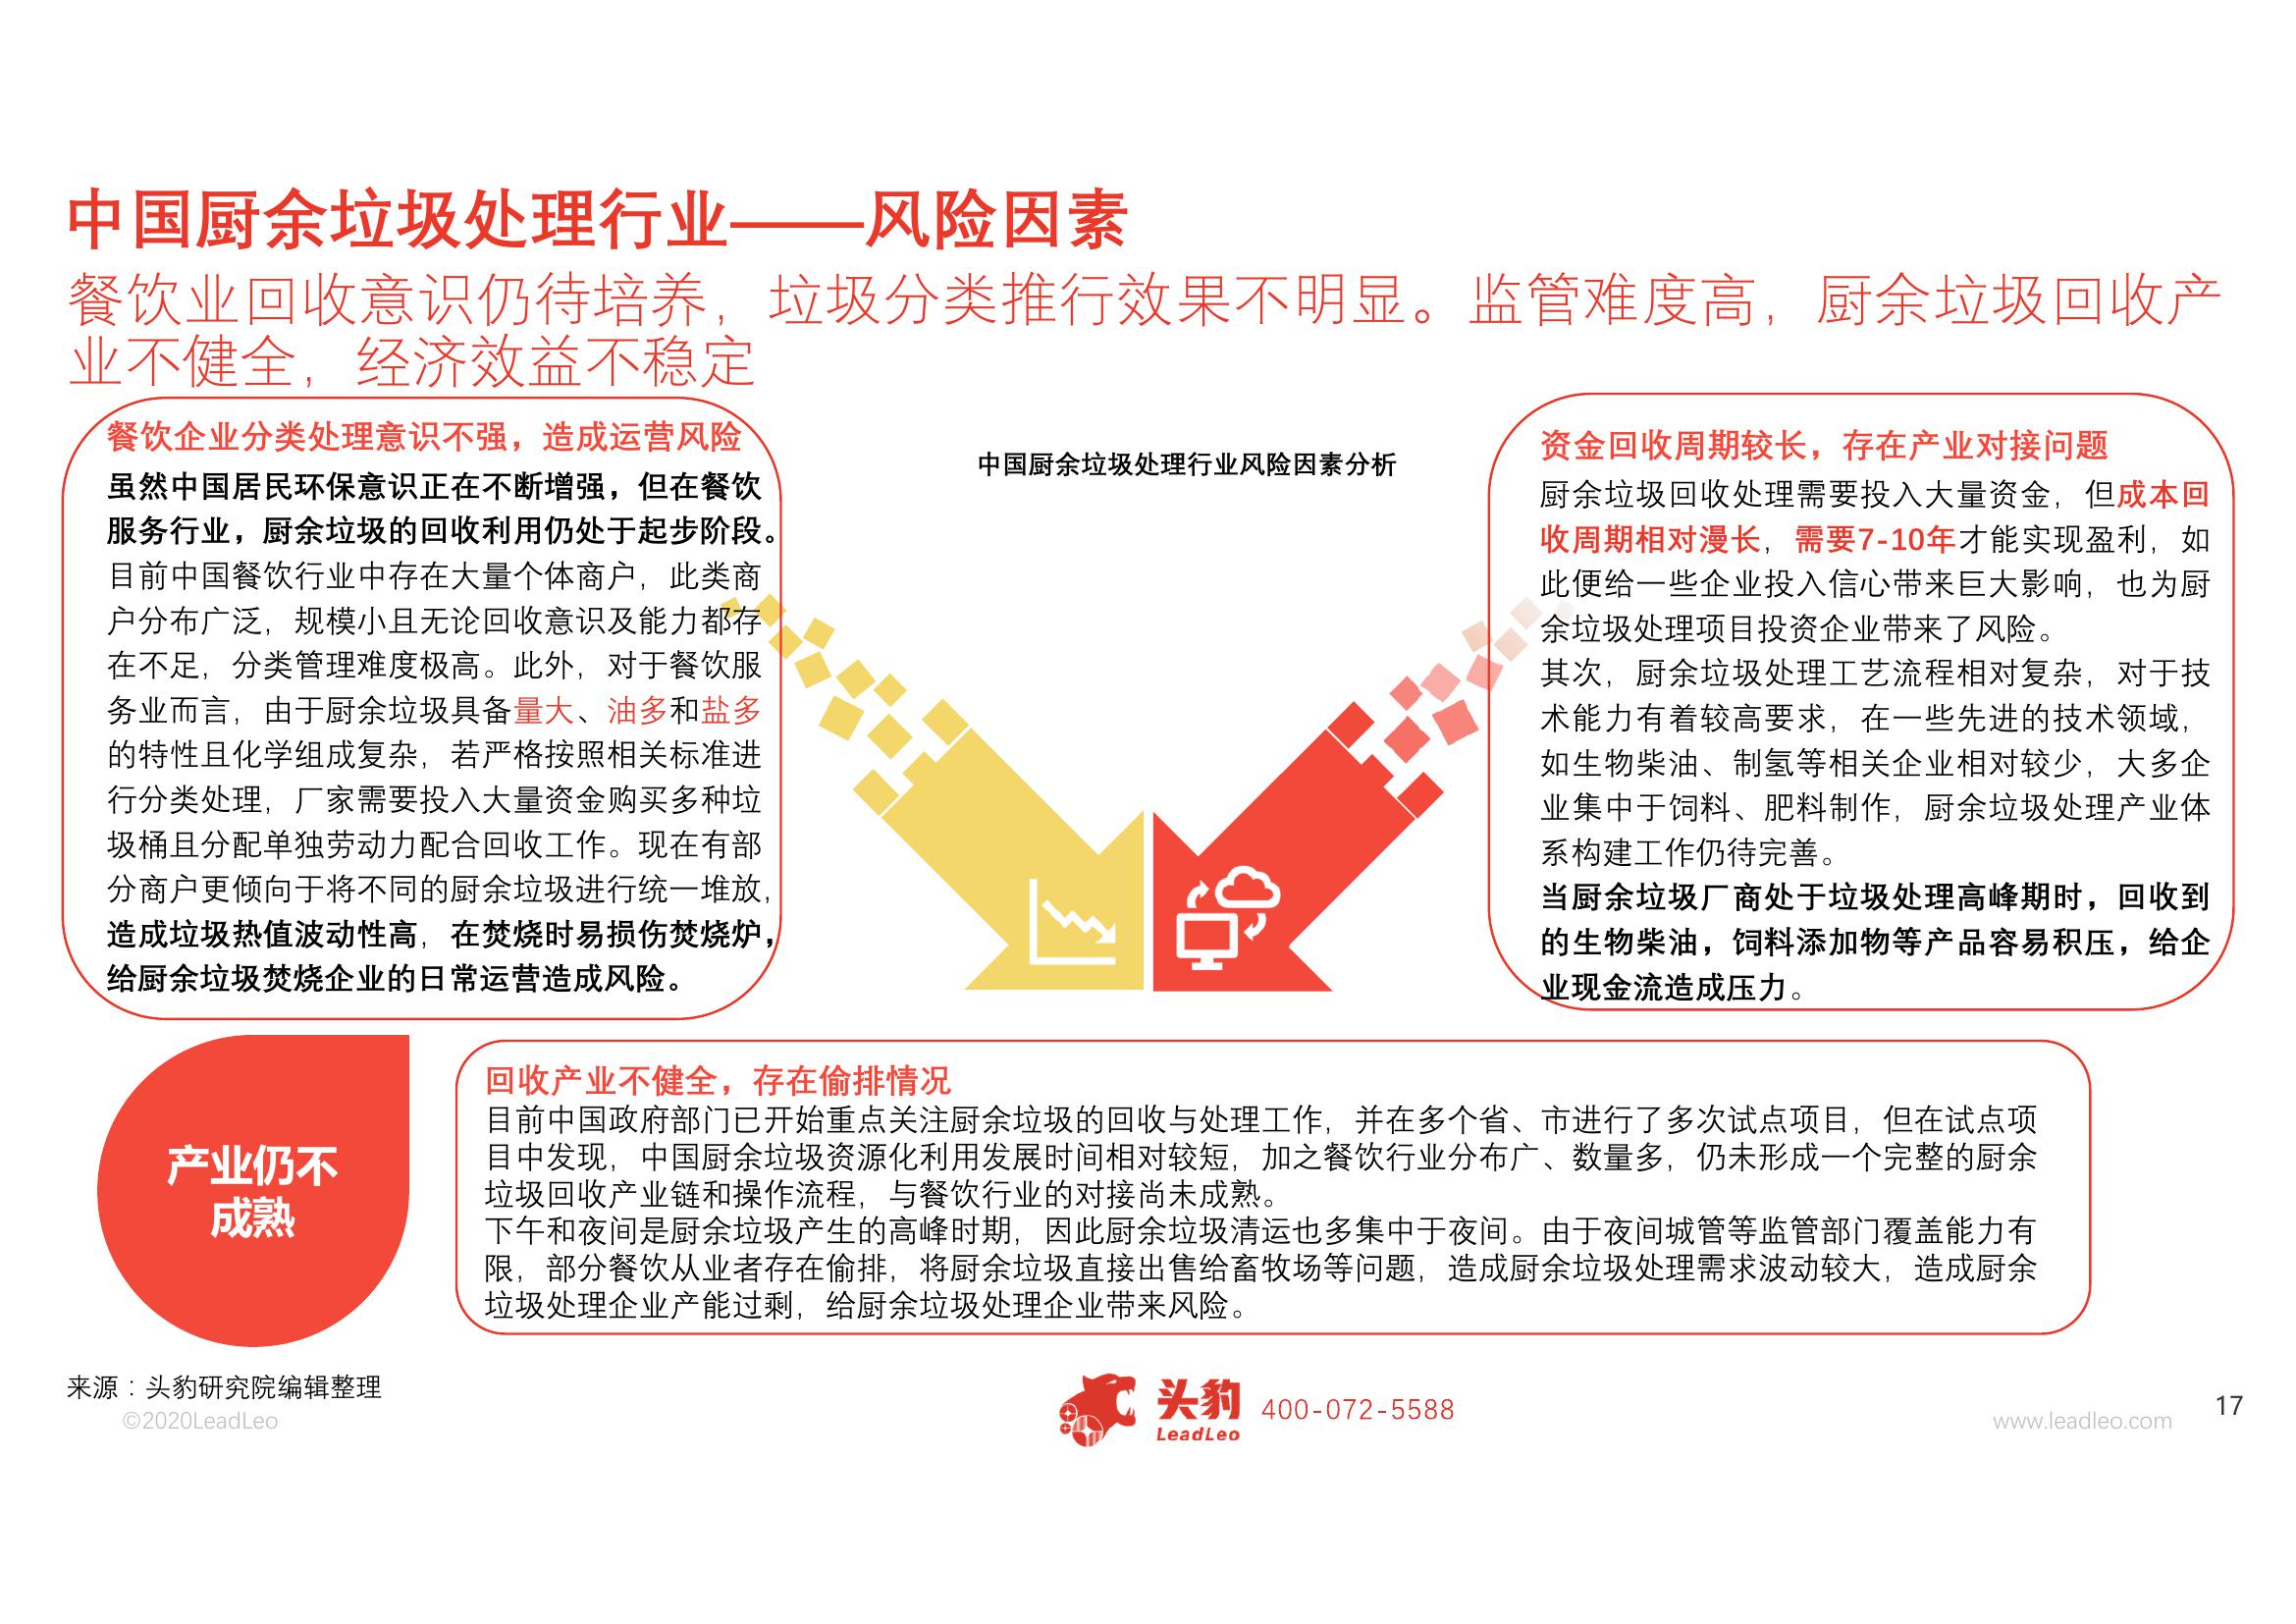 中国厨余垃圾处理行业——风险因素
餐饮业回收意识仍待培养，垃圾分类推行效果不明显。监管难度高，厨余垃圾回收产
业不健全，经济效益不稳定
餐饮企业分类处理意识不强，造成运营风险
虽然中国居民环保意识正在不断增强，但在餐饮
服务行业，厨余垃圾的回收利用仍处于起步阶段。
目前中国餐饮行业中存在大量个体商户，此类商
户分布广泛，规模小且无论回收意识及能力都存
在不足，分类管理难度极高。此外，对于餐饮服
务业而言，由于厨余垃圾具备量大、油多和盐多
的特性且化学组成复杂，若严格按照相关标准进
行分类处理，厂家需要投入大量资金购买多种垃
圾桶且分配单独劳动力配合回收工作。现在有部
分商户更倾向于将不同的厨余垃圾进行统一堆放，
造成垃圾热值波动性高，在焚烧时易损伤焚烧炉，
给厨余垃圾焚烧企业的日常运营造成风险。
中国厨余垃圾处理行业风险因素分析
资金回收周期较长，存在产业对接问题
厨余垃圾回收处理需要投入大量资金，但成本回
收周期相对漫长，需要7-10年才能实现盈利，如
此便给一些企业投入信心带来巨大影响，也为厨
余垃圾处理项目投资企业带来了风险。
其次，厨余垃圾处理工艺流程相对复杂，对于技
术能力有着较高要求，在一些先进的技术领域，
如生物柴油、制氢等相关企业相对较少，大多企
业集中于饲料、肥料制作，厨余垃圾处理产业体
系构建工作仍待完善。
当厨余垃圾厂商处于垃圾处理高峰期时，回收到
的生物柴油，饲料添加物等产品容易积压，给企
业现金流造成压力。
产业仍不
成熟
回收产业不健全，存在偷排情况
目前中国政府部门已开始重点关注厨余垃圾的回收与处理工作，并在多个省、市进行了多次试点项目，但在试点项
目中发现，中国厨余垃圾资源化利用发展时间相对较短，加之餐饮行业分布广、数量多，仍未形成一个完整的厨余
垃圾回收产业链和操作流程，与餐饮行业的对接尚未成熟。
下午和夜间是厨余垃圾产生的高峰时期，因此厨余垃圾清运也多集中于夜间。由于夜间城管等监管部门覆盖能力有
限，部分餐饮从业者存在偷排，将厨余垃圾直接出售给畜牧场等问题，造成厨余垃圾处理需求波动较大，造成厨余
垃圾处理企业产能过剩，给厨余垃圾处理企业带来风险。
来源：头豹研究院编辑整理
©2020LeadLeo
头豹
LeadLeo
400-072-5588
www.leadleo.com
17